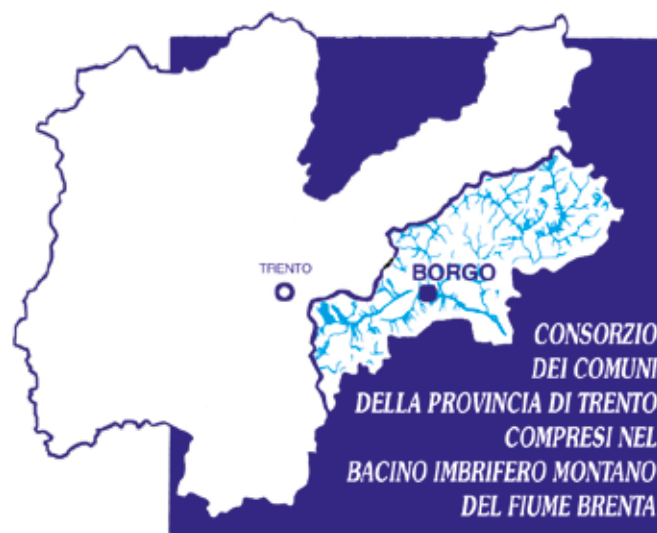 TRENTO
BORGO
CONSORZIO
DEI COMUNI
DELLA PROVINCIA DI TRENTO
COMPRESI NEL
BACINO IMBRIFERO MONTANO
DEL FIUME BRENTA